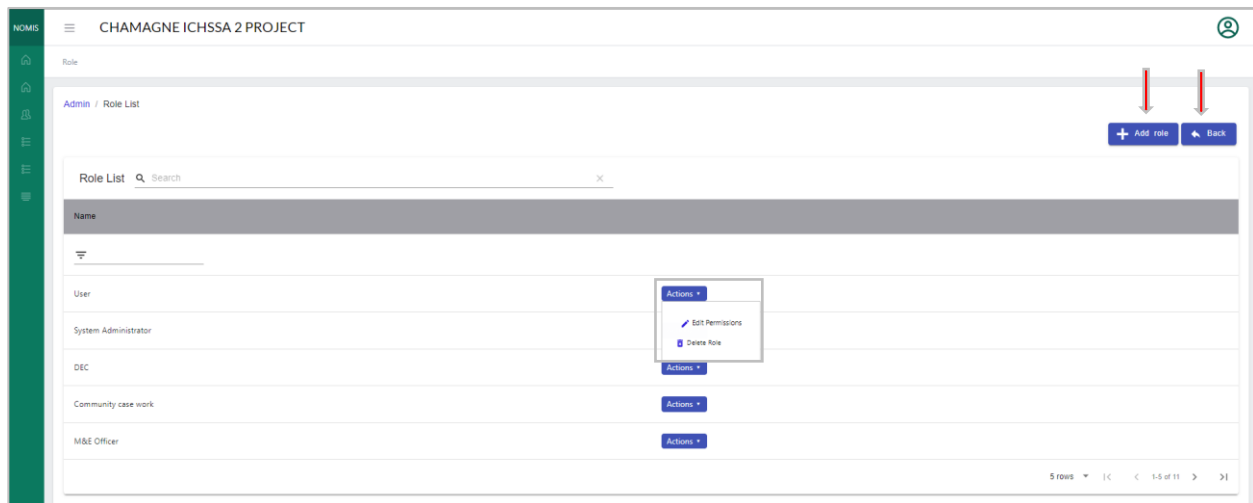 NOMIS
CHAMAGNE ICHSSA 2 PROJECT
Role
Admin / Role List
Add role
Back
Role List Search
Name
User Actions
Edit Permissions
System Administrator
Delete Role
DEC Actions
Community case work Actions
M&E Officer Actions
5 rows 1-5 of 11